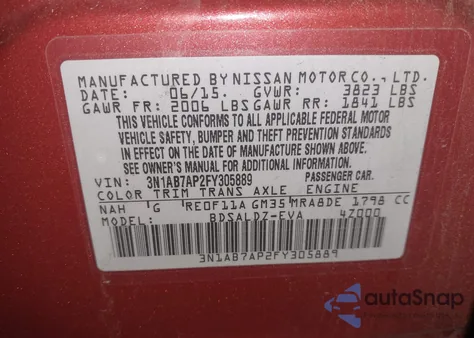 MANUFACTURED BY NISSAN MOTOR CO., LTD.
DATE: 06/15. GVWR: 3823 LBS
GAWR FR: 2006 LBS GAWR RR: 1841 LBS
THIS VEHICLE CONFORMS TO ALL APPLICABLE FEDERAL MOTOR
VEHICLE SAFETY, BUMPER AND THEFT PREVENTION STANDARDS
IN EFFECT ON THE DATE OF MANUFACTURE SHOWN ABOVE.
SEE OWNER'S MANUAL FOR ADDITIONAL INFORMATION
VIN: 3N1AB7AP2FY305889 PASSENGER CAR.
COLOR TRIM TRANS AXLE ENGINE
NAH G RE0F11A GM35 MRA8DE 1798 CC
MODEL: BDSALDZ-EVA 4Z000
3N1AB7AP2FY305889
autoSnap